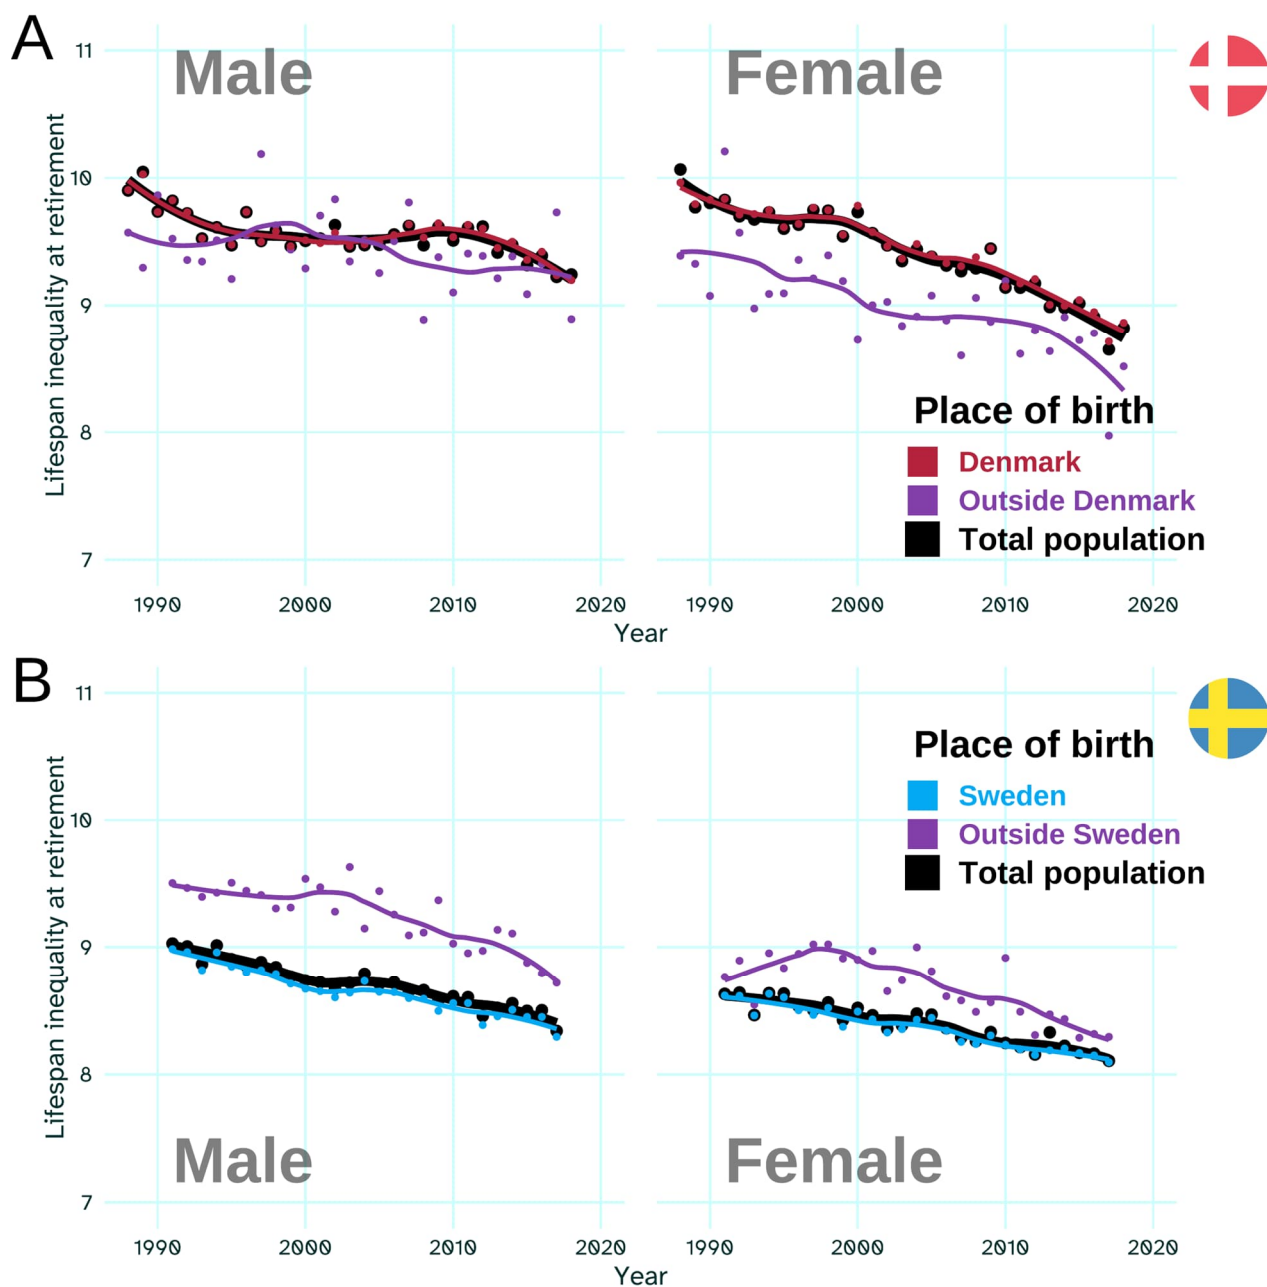 A
Male
Female
Lifespan inequality at retirement
11
10
9
8
7
Place of birth
Denmark
Outside Denmark
Total population
1990 2000 2010 2020 1990 2000 2010 2020
Year
B
Lifespan inequality at retirement
11
10
9
8
7
Place of birth
Sweden
Outside Sweden
Total population
Male
Female
1990 2000 2010 2020 1990 2000 2010 2020
Year